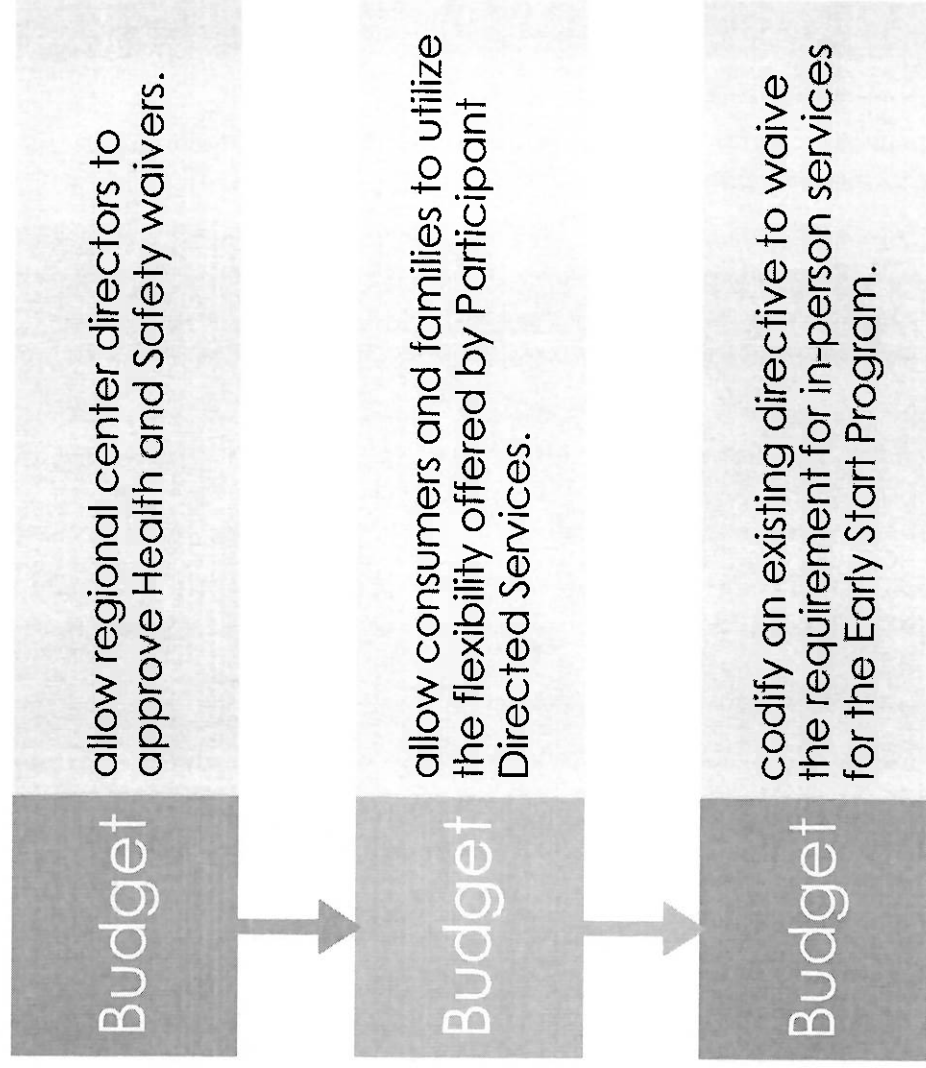 Budget
allow regional center directors to
approve Health and Safety waivers.
Budget
allow consumers and families to utilize
the flexibility offered by Participant
Directed Services.
Budget
codify an existing directive to waive
the requirement for in-person services
for the Early Start Program.